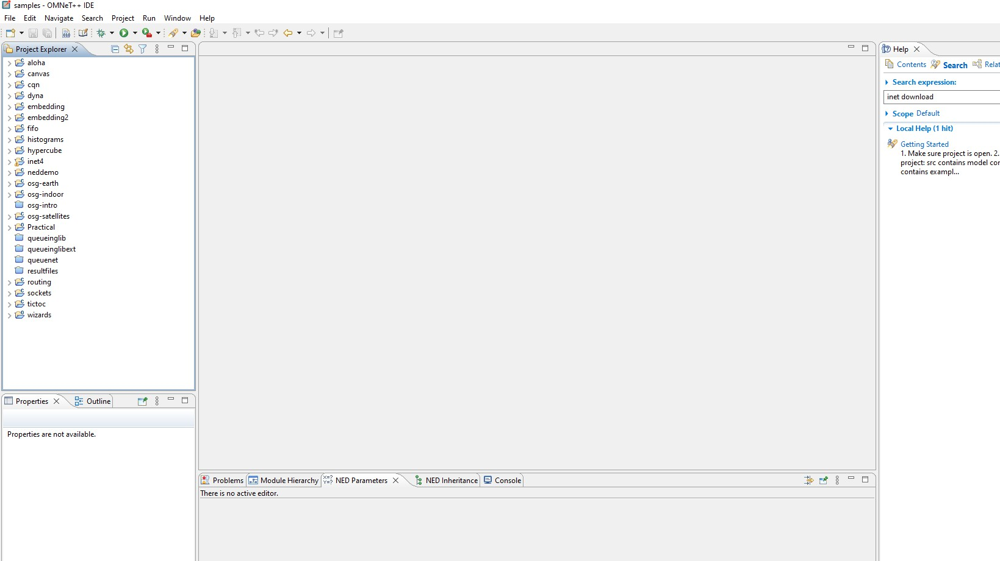 samples - OMNeT++ IDE
File Edit Navigate Search Project Run Window Help
010
Project Explorer
aloha
canvas
cqn
dyna
embedding
embedding2
fifo
histograms
hypercube
inet4
neddemo
osg-earth
osg-indoor
osg-intro
osg-satellites
Practical
queueinglib
queueinglibext
queuenet
resultfiles
routing
sockets
tictoc
wizards
Properties Outline
Properties are not available.
Problems Module Hierarchy NED Parameters NED Inheritance Console
There is no active editor.
Help
Contents Search Relat
Search expression:
inet download
Scope Default
Local Help (1 hit)
Getting Started
1. Make sure project is open. 2.
project: src contains model cor
contains exampl...